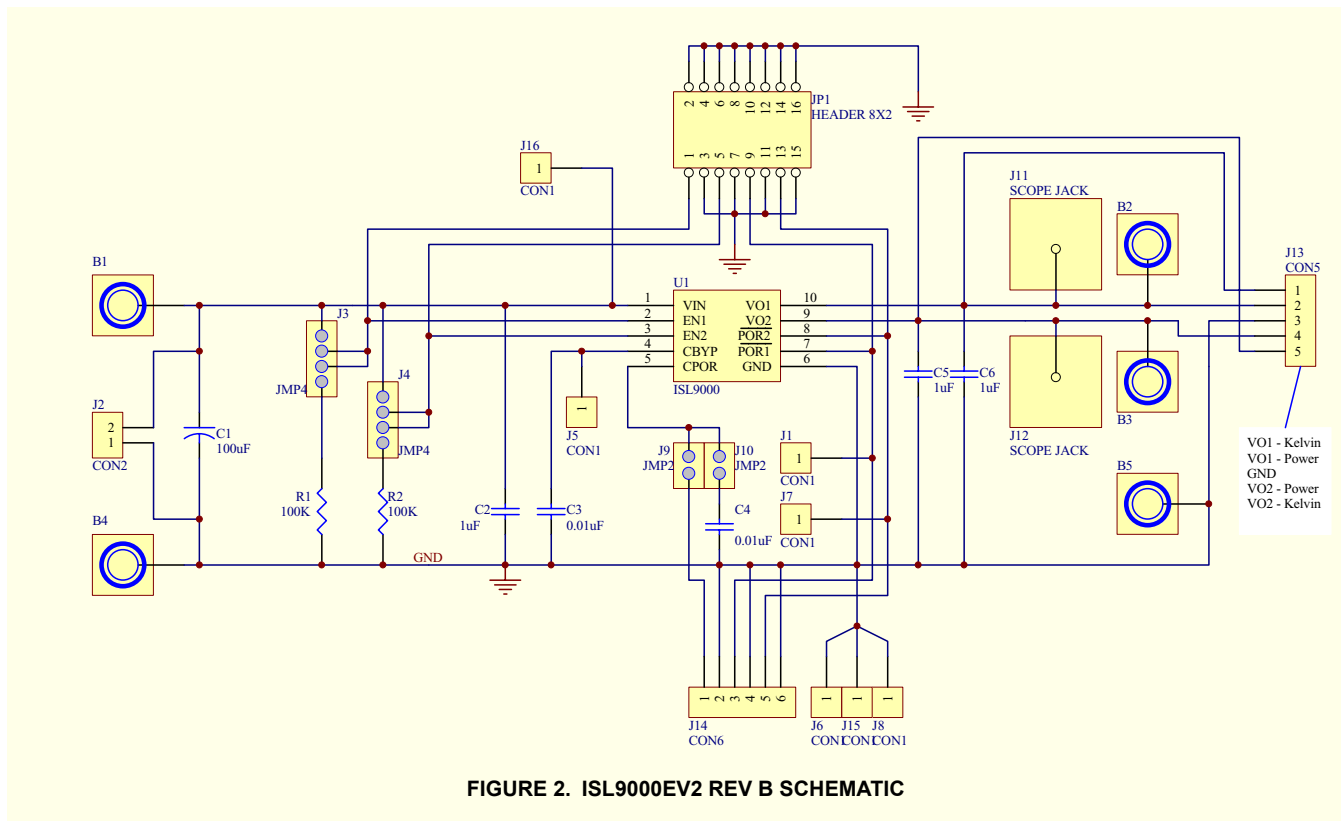 2 4 6 8 10 12 14 16
JP1
HEADER 8X2
1 3 5 7 9 11 13 15
J16
1
CON1
J11
SCOPE JACK
B2
J13
CON5
1
2
3
4
5
B1
U1
1 VIN VO1 10
2 EN1 VO2 9
3 EN2 POR2 8
4 CBYP POR1 7
5 CPOR GND 6
ISL9000
J3
JMP4
J4
JMP4
J2
2
1
CON2
C1
100uF
1
J5
CON1
C5
1uF
C6
1uF
B3
J12
SCOPE JACK
J9
JMP2
J10
JMP2
J1
1
CON1
VO1 - Kelvin
VO1 - Power
GND
VO2 - Power
VO2 - Kelvin
B5
R1
100K
R2
100K
C2
1uF
C3
0.01uF
C4
0.01uF
J7
1
CON1
B4
GND
1 2 3 4 5 6
J14
CON6
1 1 1
J6 J15 J8
CON1 CON1 CON1
FIGURE 2. ISL9000EV2 REV B SCHEMATIC